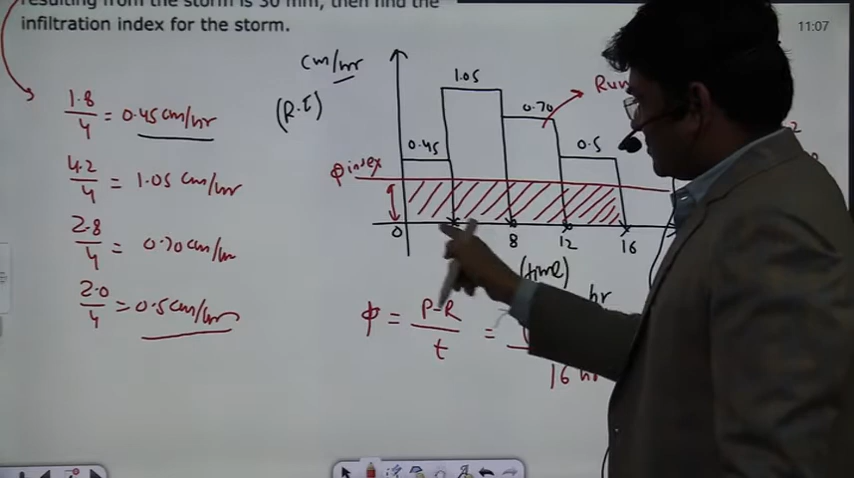 resulting from the storm is 30 mm, then find the
infiltration index for the storm.
11:07
1.8/4 = 0.45 cm/hr
4.2/4 = 1.05 cm/hr
2.8/4 = 0.70 cm/hr
2.0/4 = 0.5 cm/hr
cm/hr
(R.I)
1.05
0.70
0.45
0.5
φ index
0
8
12
16
(time)
hr
φ = P-R/t =
16 hr